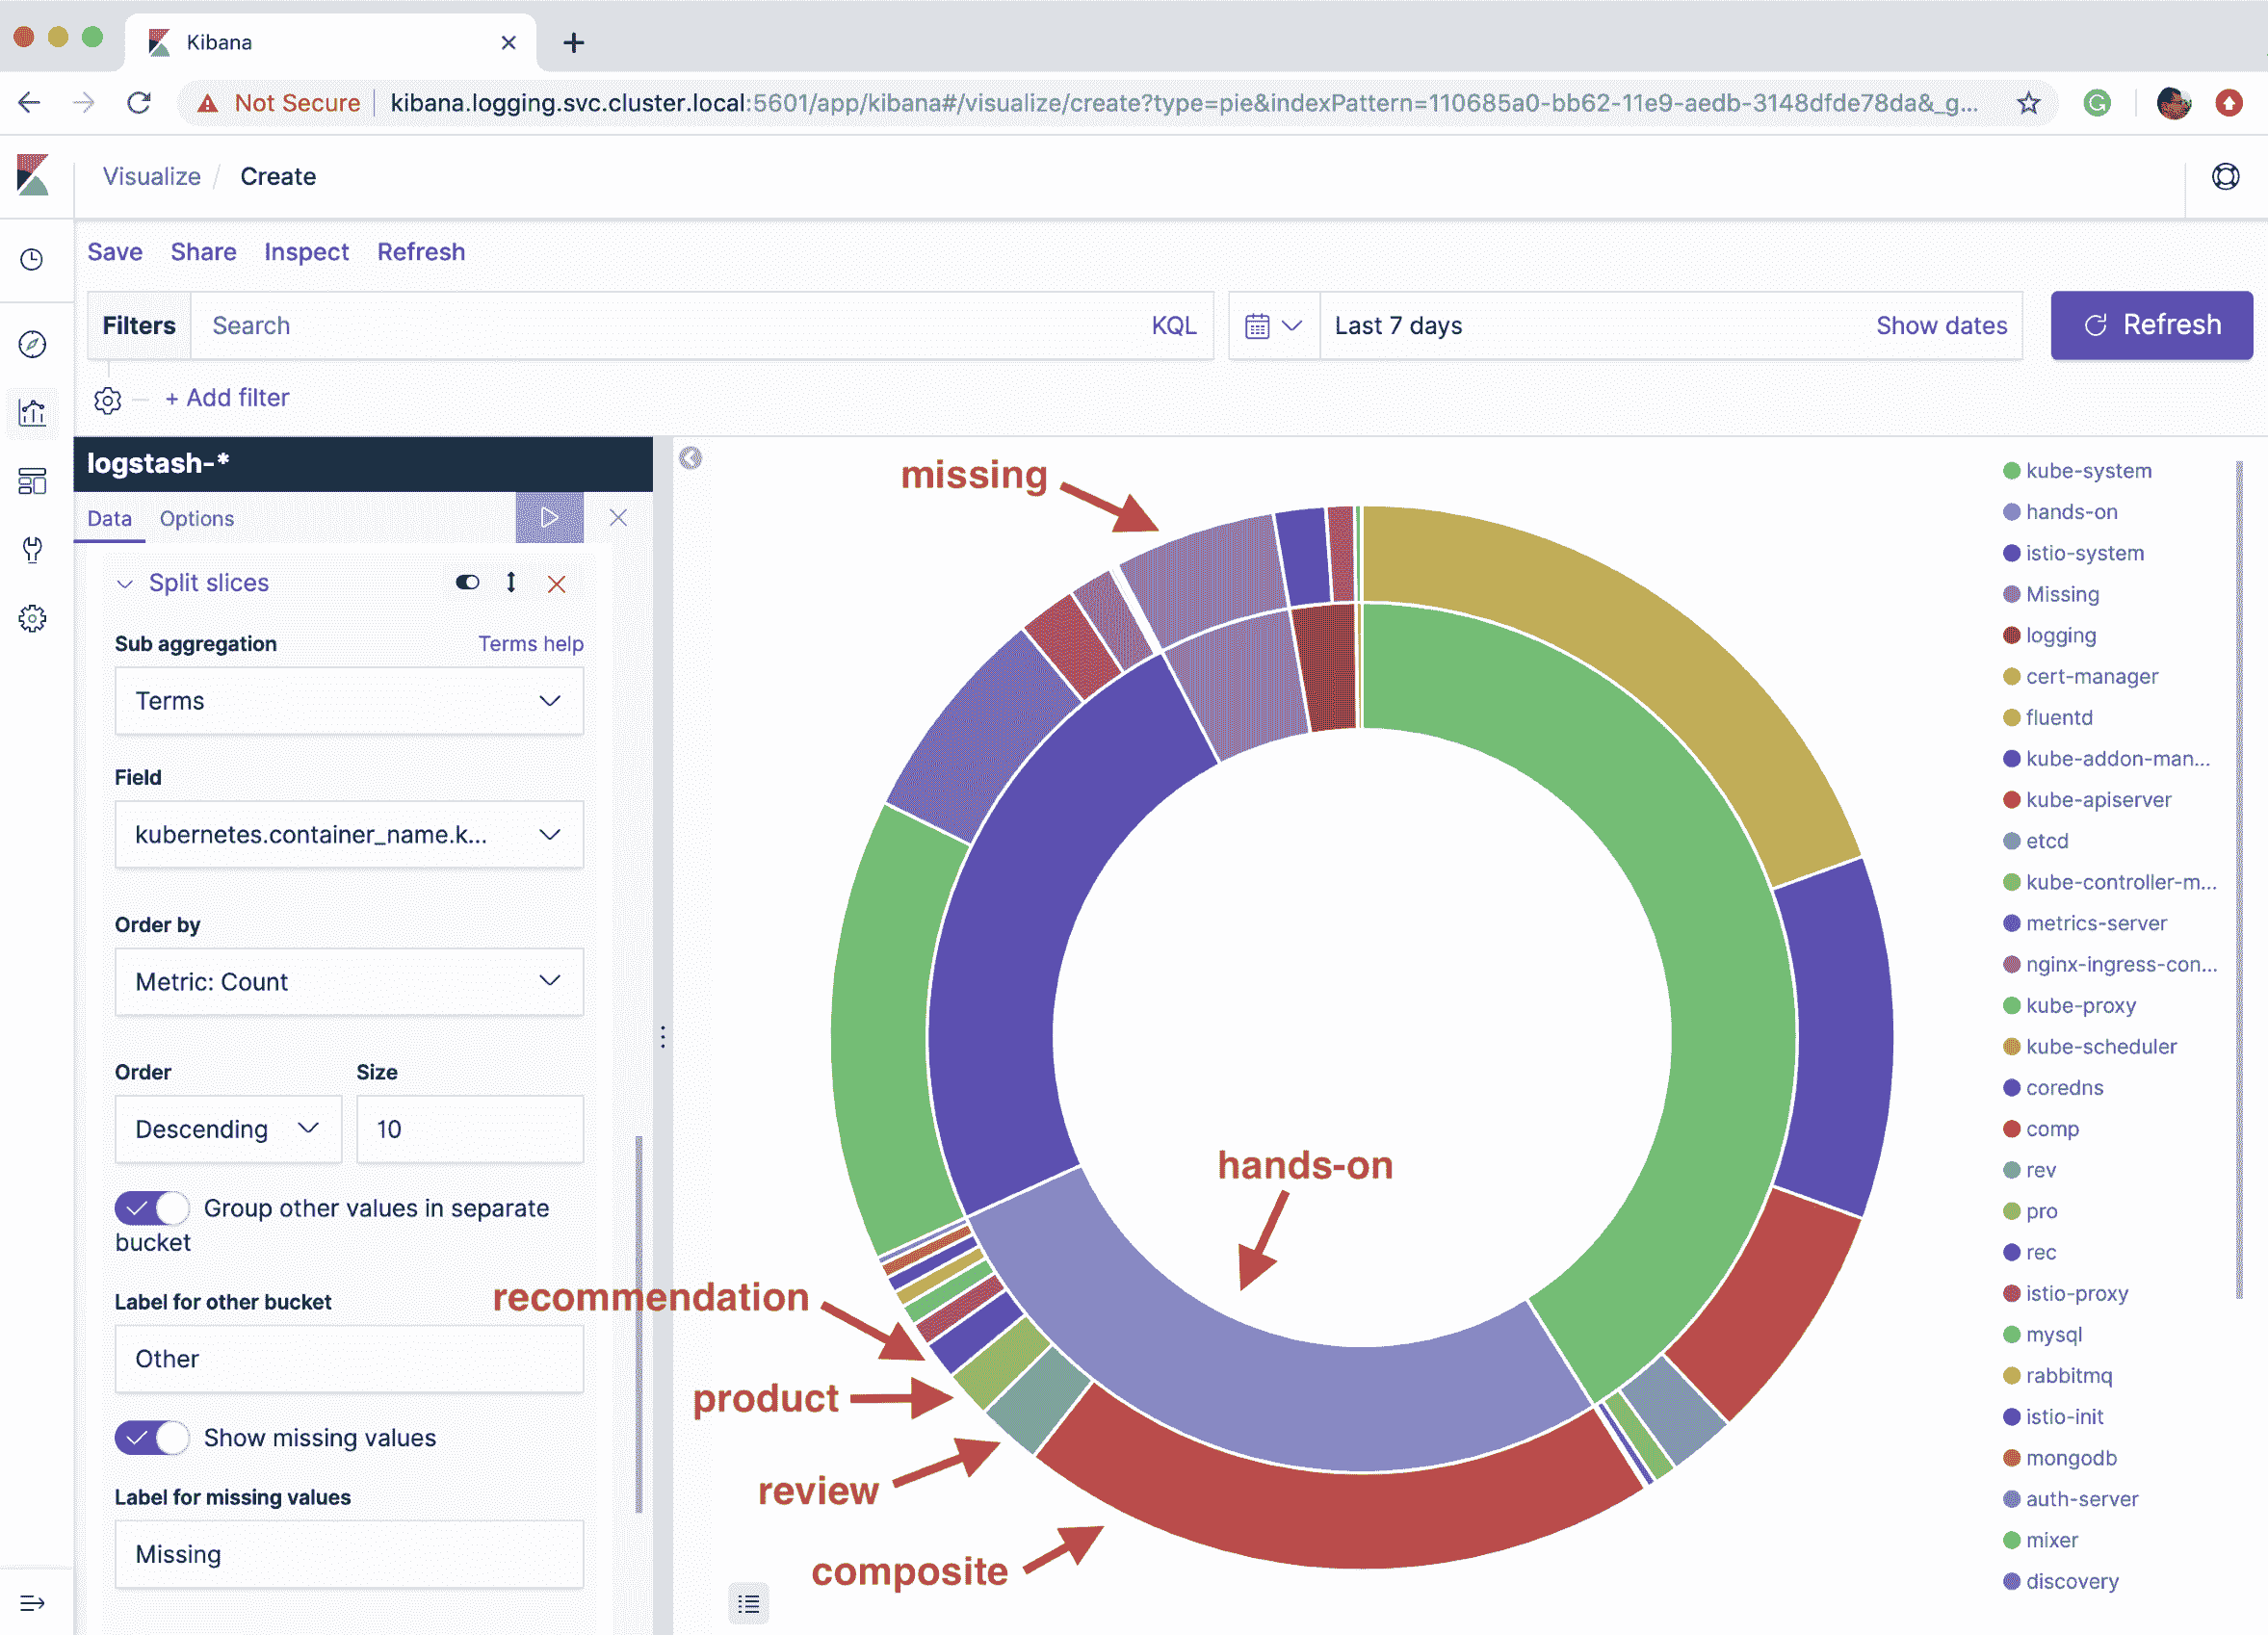 Kibana
Not Secure kibana.logging.svc.cluster.local:5601/app/kibana#/visualize/create?type=pie&indexPattern=110685a0-bb62-11e9-aedb-3148dfde78da&_g...
Visualize / Create
Save Share Inspect Refresh
Filters Search KQL Last 7 days Show dates Refresh
+ Add filter
logstash-*
Data Options
Split slices
Sub aggregation Terms help
Terms
Field
kubernetes.container_name.k...
Order by
Metric: Count
Order Size
Descending 10
Group other values in separate
bucket
Label for other bucket
Other
Show missing values
Label for missing values
Missing
missing
hands-on
recommendation
product
review
composite
kube-system
hands-on
istio-system
Missing
logging
cert-manager
fluentd
kube-addon-man...
kube-apiserver
etcd
kube-controller-m...
metrics-server
nginx-ingress-con...
kube-proxy
kube-scheduler
coredns
comp
rev
pro
rec
istio-proxy
mysql
rabbitmq
istio-init
mongodb
auth-server
mixer
discovery